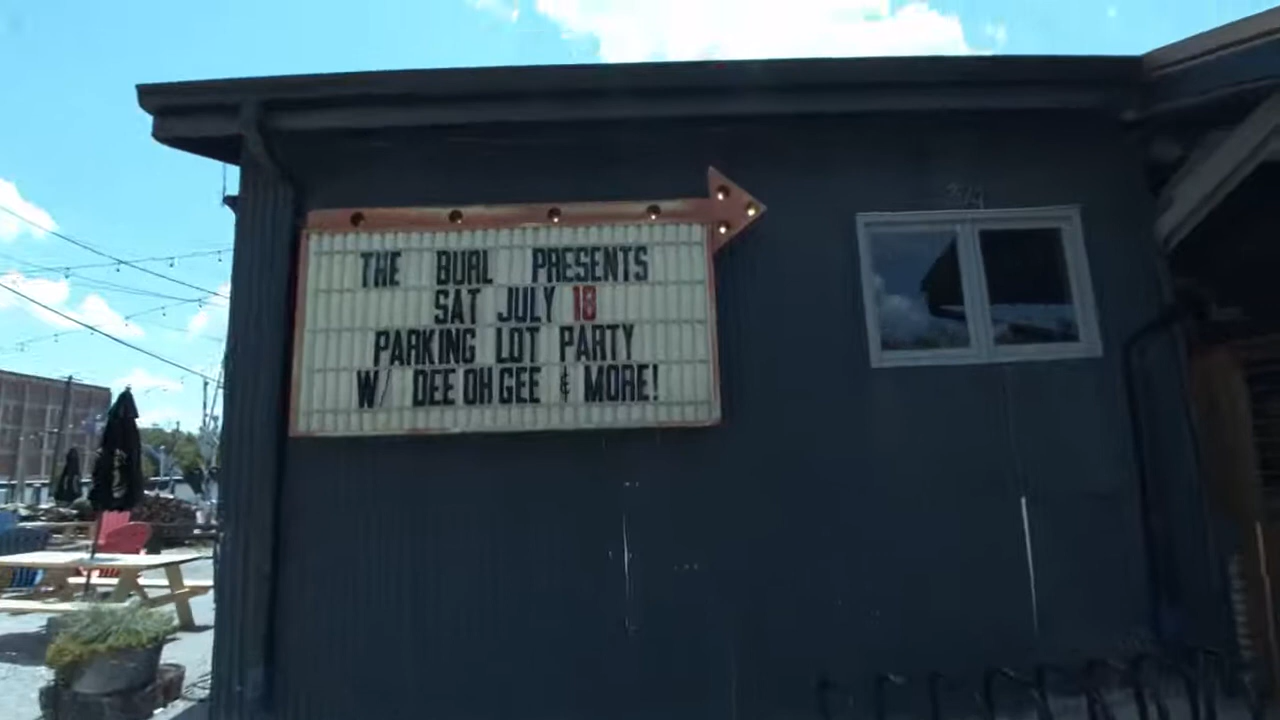 THE BURL PRESENTS
SAT JULY 18
PARKING LOT PARTY
W/ DEE OH GEE & MORE!